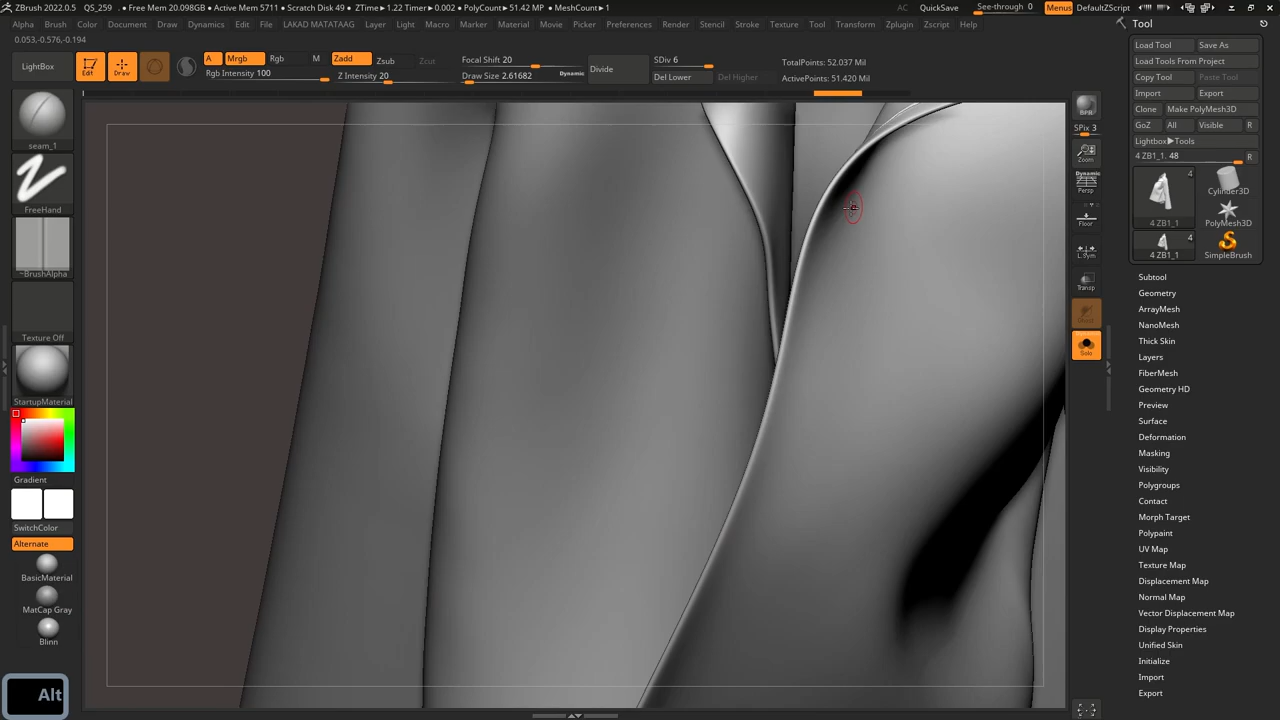 ZBrush 2022.0.5 QS_259 . • Free Mem 20.098GB • Active Mem 5711 • Scratch Disk 49 • ZTime▸1.22 Timer▸0.002 • PolyCount▸51.42 MP • MeshCount▸1
AC QuickSave See-through 0 Menus DefaultZScript
Alpha Brush Color Document Draw Dynamics Edit File LAKAD MATATAAG Layer Light Macro Marker Material Movie Picker Preferences Render Stencil Stroke Texture Tool Transform Zplugin Zscript Help
0.053,-0.576,-0.194
LightBox Edit Draw
A Mrgb Rgb M
Rgb Intensity 100
Zadd Zsub Zcut
Z Intensity 20
Focal Shift 20
Draw Size 2.61682 Dynamic
Divide
SDiv 6
Del Lower Del Higher
TotalPoints: 52.037 Mil
ActivePoints: 51.420 Mil
seam_1
FreeHand
~BrushAlpha
Texture Off
StartupMaterial
Gradient
SwitchColor
Alternate
BasicMaterial
MatCap Gray
Blinn
Alt
BPR
SPix 3
Zoom
Dynamic
Persp
Floor
L.Sym
Transp
Solo
Tool
Load Tool Save As
Load Tools From Project
Copy Tool Paste Tool
Import Export
Clone Make PolyMesh3D
GoZ All Visible R
Lightbox▸Tools
4 ZB1_1. 48 R
4
4 ZB1_1
Cylinder3D
PolyMesh3D
4
4 ZB1_1
SimpleBrush
Subtool
Geometry
ArrayMesh
NanoMesh
Thick Skin
Layers
FiberMesh
Geometry HD
Preview
Surface
Deformation
Masking
Visibility
Polygroups
Contact
Morph Target
Polypaint
UV Map
Texture Map
Displacement Map
Normal Map
Vector Displacement Map
Display Properties
Unified Skin
Initialize
Import
Export